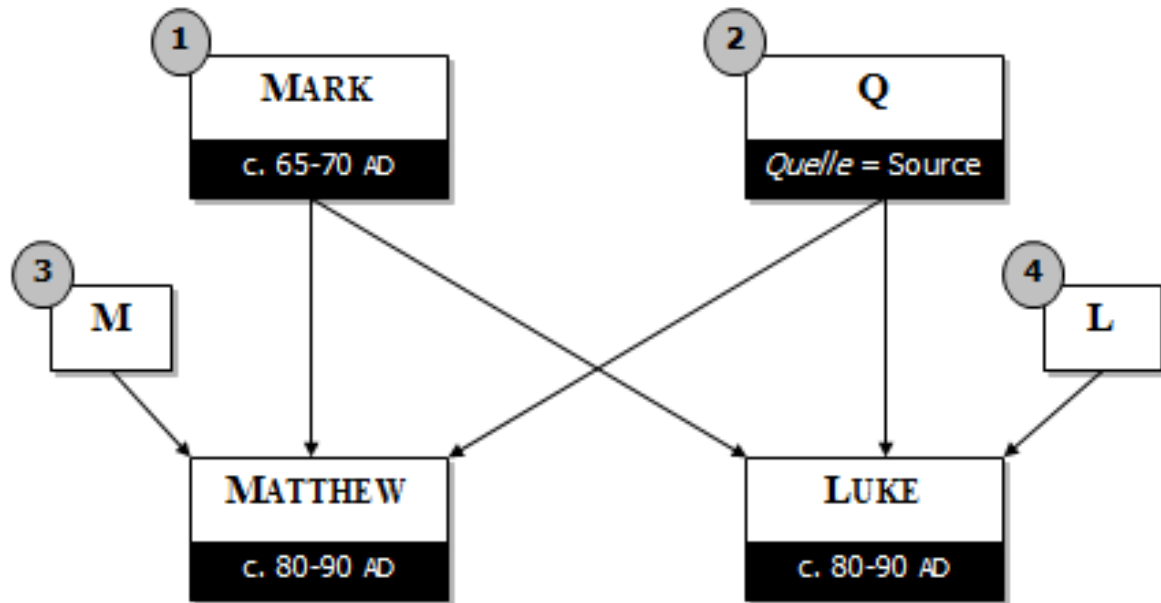 1
MARK
c. 65-70 AD
2
Q
Quelle = Source
3
M
4
L
MATTHEW
c. 80-90 AD
LUKE
c. 80-90 AD